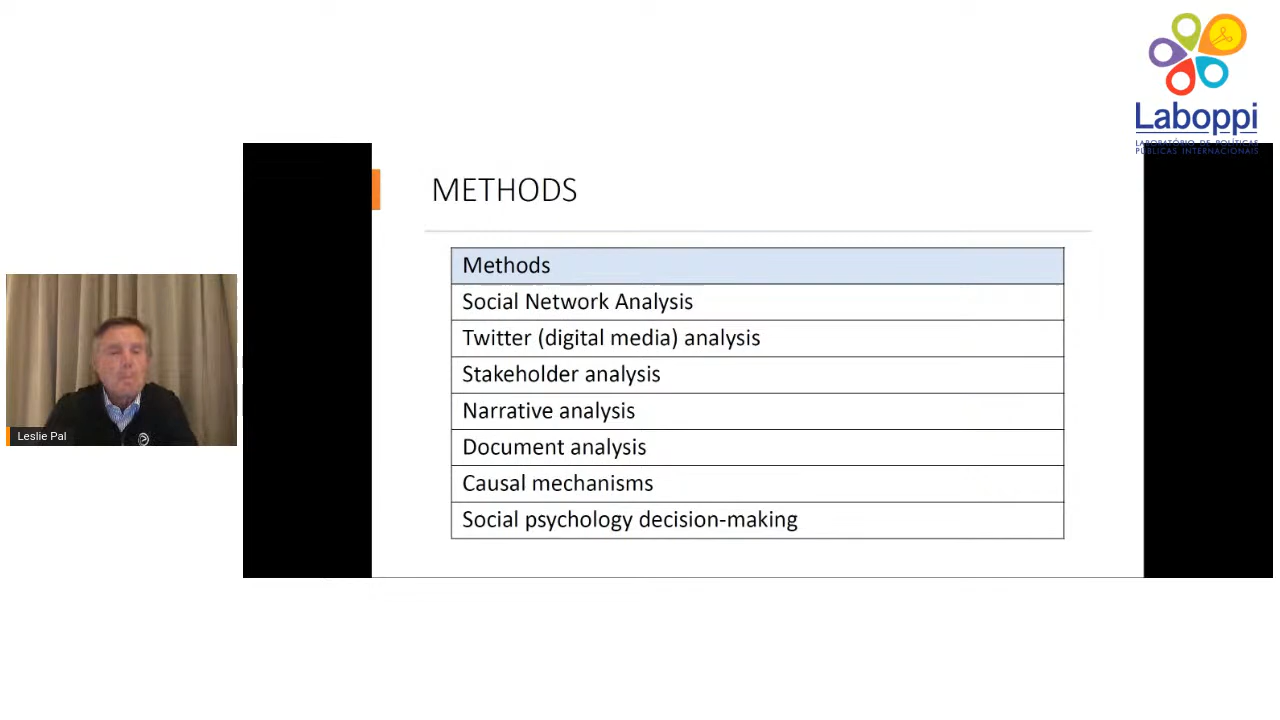 Laboppi
LABORATÓRIO DE POLÍTICAS
PÚBLICAS INTERNACIONAIS
METHODS
Methods
Social Network Analysis
Twitter (digital media) analysis
Stakeholder analysis
Narrative analysis
Document analysis
Causal mechanisms
Social psychology decision-making
Leslie Pal